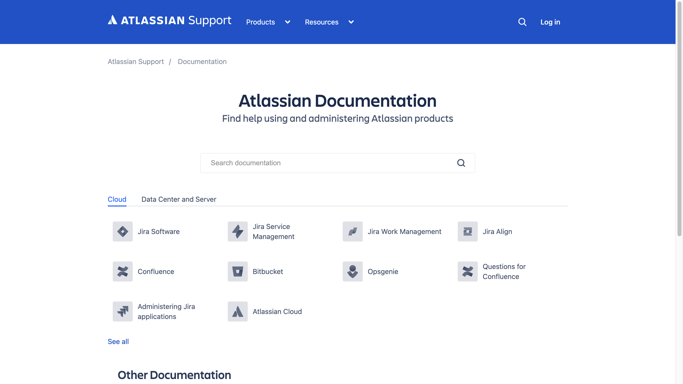 ATLASSIAN Support
Products
Resources
Log in
Atlassian Support / Documentation
Atlassian Documentation
Find help using and administering Atlassian products
Search documentation
Cloud
Data Center and Server
Jira Software
Jira Service
Management
Jira Work Management
Jira Align
Confluence
Bitbucket
Opsgenie
Questions for
Confluence
Administering Jira
applications
Atlassian Cloud
See all
Other Documentation